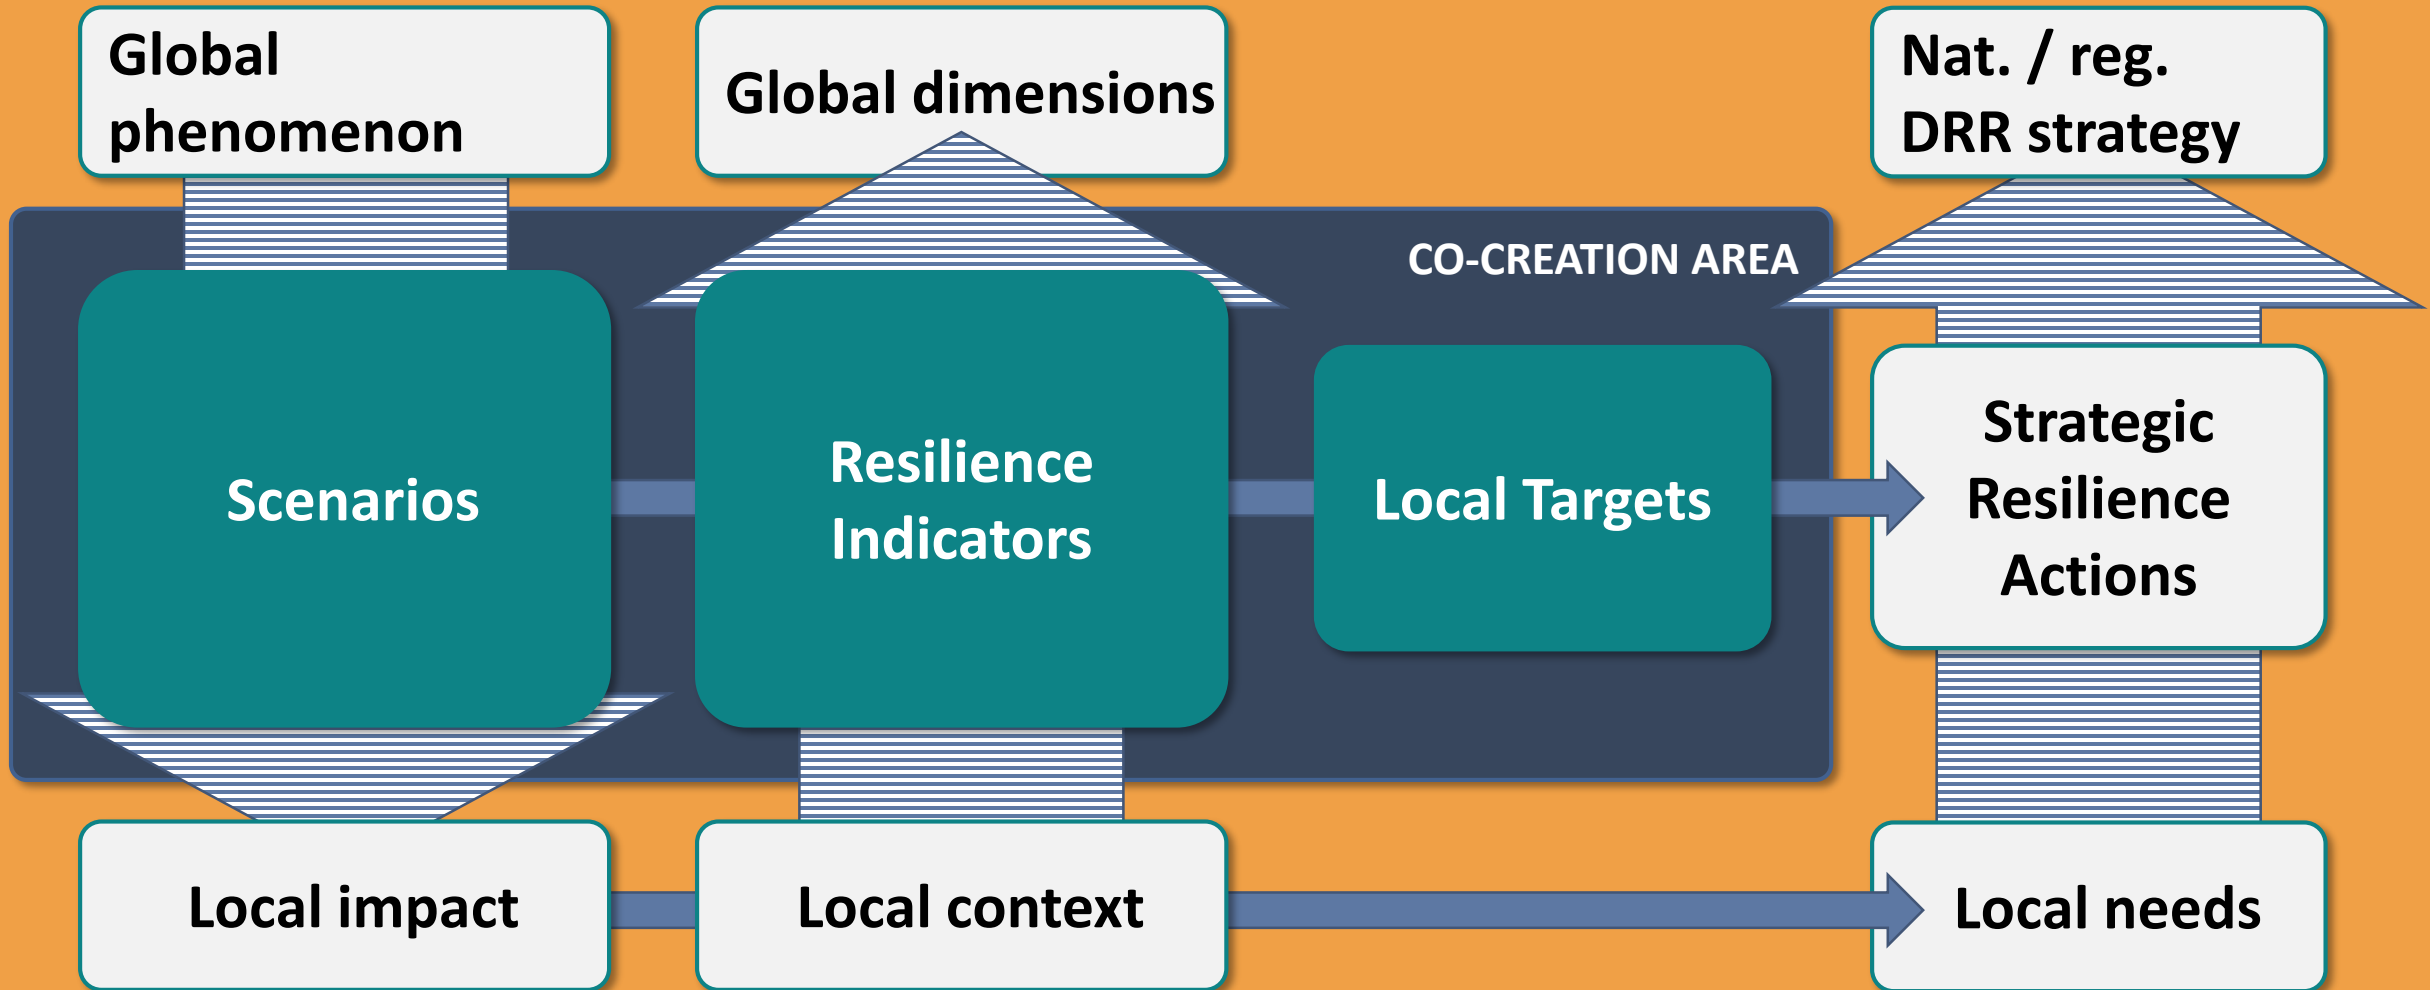 Global
phenomenon
Global dimensions
Nat. / reg.
DRR strategy
CO-CREATION AREA
Scenarios
Resilience
Indicators
Local Targets
Strategic
Resilience
Actions
Local impact
Local context
Local needs